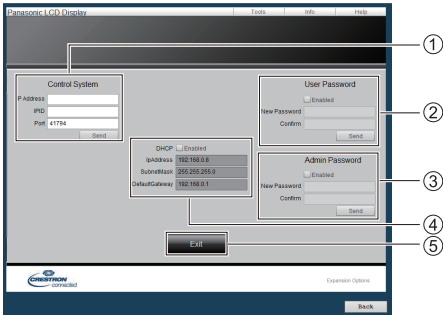 Panasonic LCD Display
Tools Info Help
①
Control System
IP Address
IPID
Port 41794
Send
User Password
Enabled
New Password
Confirm
Send
②
DHCP Enabled
IpAddress 192.168.0.8
SubnetMask 255.255.255.0
DefaultGateway 192.168.0.1
Admin Password
Enabled
New Password
Confirm
Send
③
④
Exit
⑤
CRESTRON
connected
Expansion Options
Back